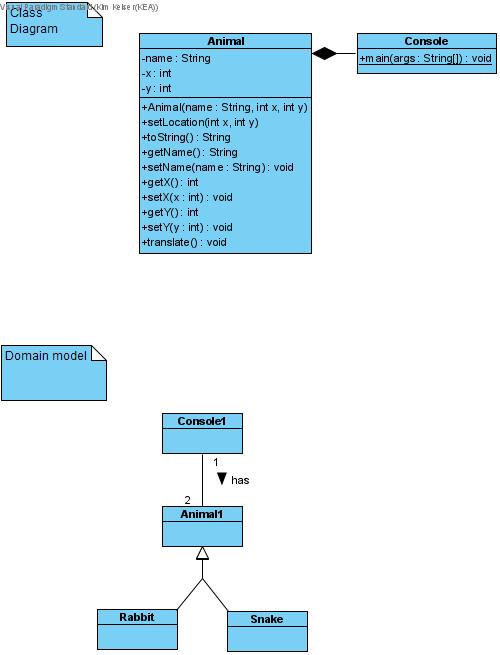 Visual Paradigm Standard (Kim Kelser(KEA))
Class
Diagram
Animal
-name : String
-x : int
-y : int
+Animal(name : String, int x, int y)
+setLocation(int x, int y)
+toString() : String
+getName() : String
+setName(name : String) : void
+getX() : int
+setX(x : int) : void
+getY() : int
+setY(y : int) : void
+translate() : void
Console
+main(args : String[]) : void
Domain model
Console1
1
has
2
Animal1
Rabbit
Snake